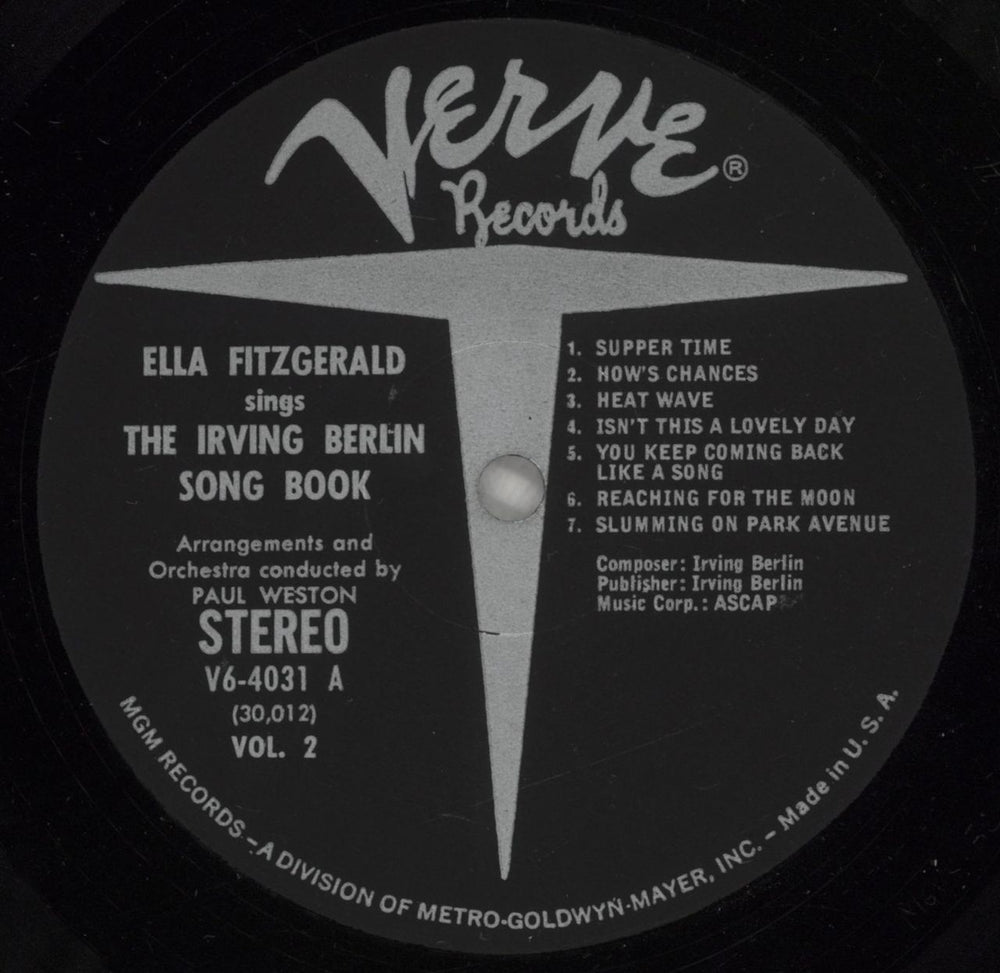 Verve®
Records
ELLA FITZGERALD
sings
THE IRVING BERLIN
SONG BOOK
Arrangements and
Orchestra conducted by
PAUL WESTON
STEREO
V6-4031 A
(30,012)
VOL. 2
1. SUPPER TIME
2. HOW'S CHANCES
3. HEAT WAVE
4. ISN'T THIS A LOVELY DAY
5. YOU KEEP COMING BACK
LIKE A SONG
6. REACHING FOR THE MOON
7. SLUMMING ON PARK AVENUE
Composer: Irving Berlin
Publisher: Irving Berlin
Music Corp.: ASCAP
MGM RECORDS – A DIVISION OF METRO-GOLDWYN-MAYER, INC. – Made in U. S. A.